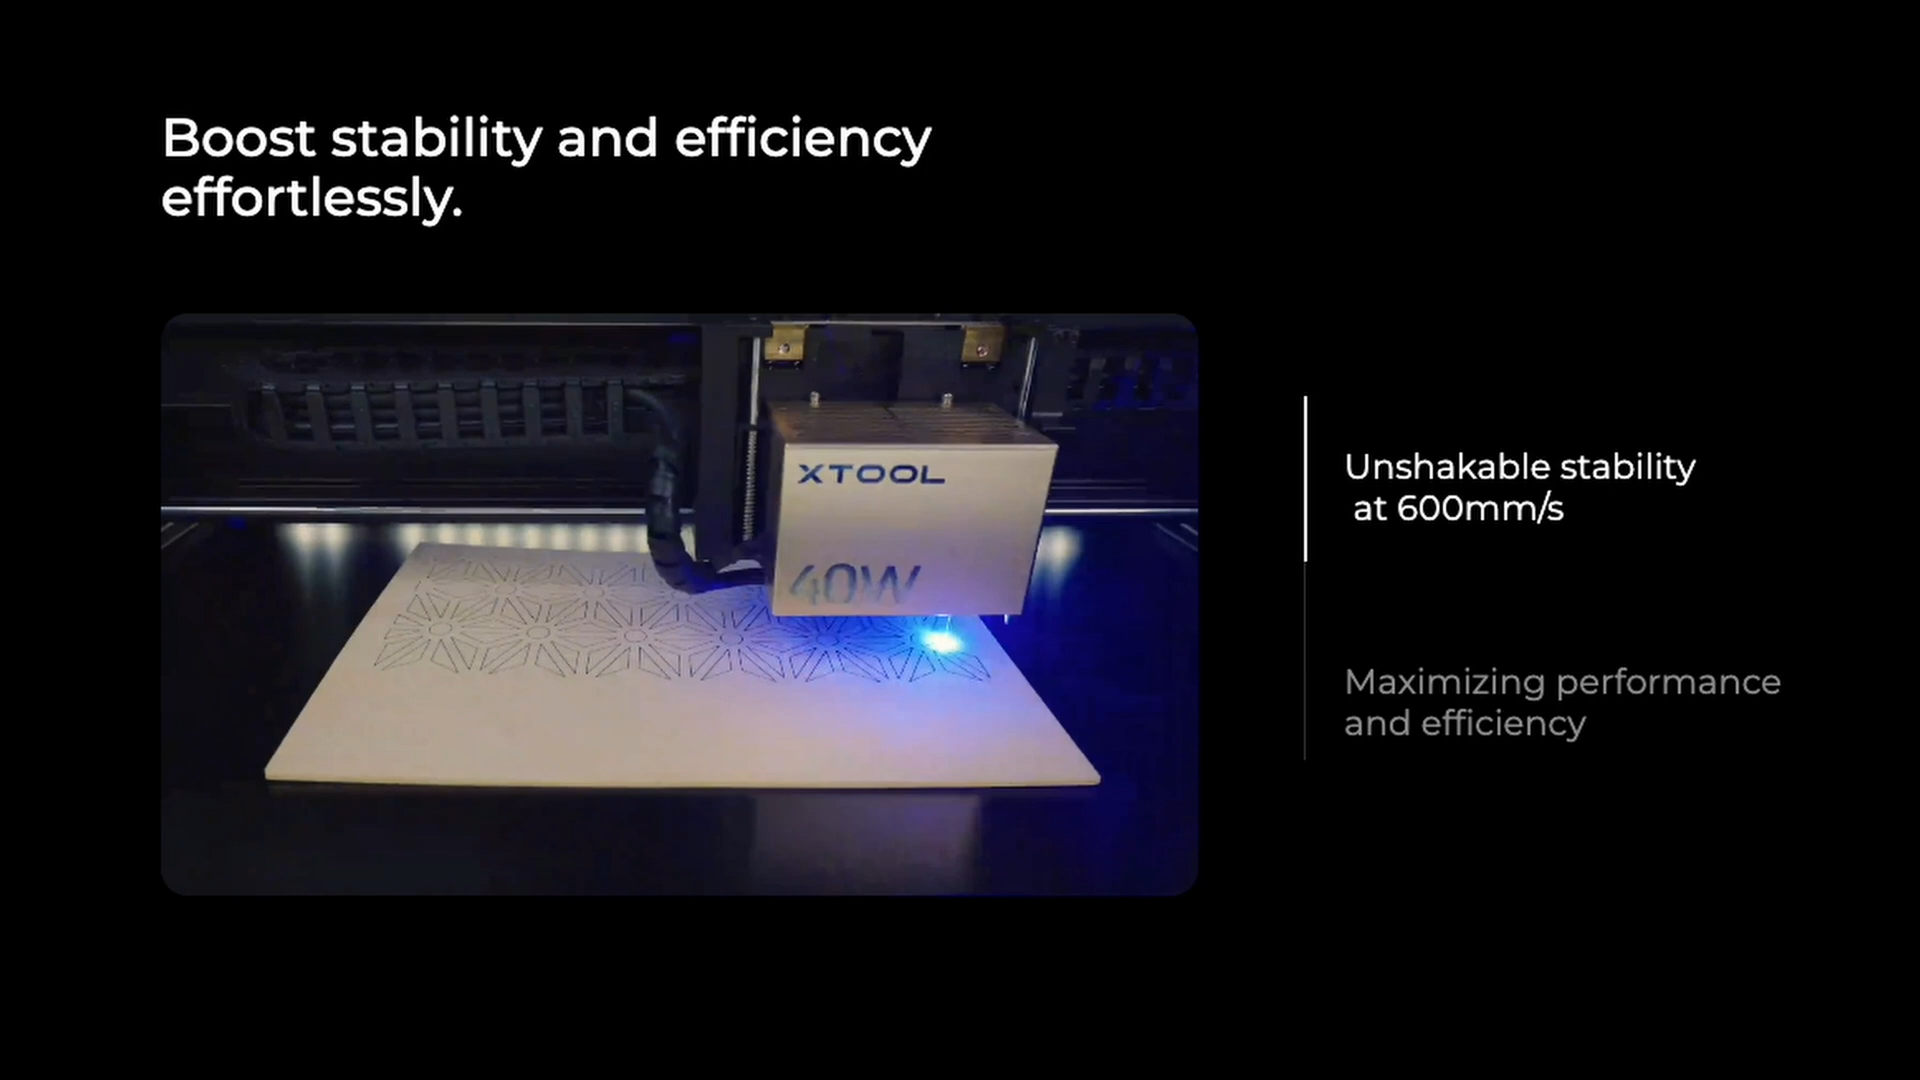 Boost stability and efficiency
effortlessly.
XTOOL
40W
Unshakable stability
at 600mm/s
Maximizing performance
and efficiency